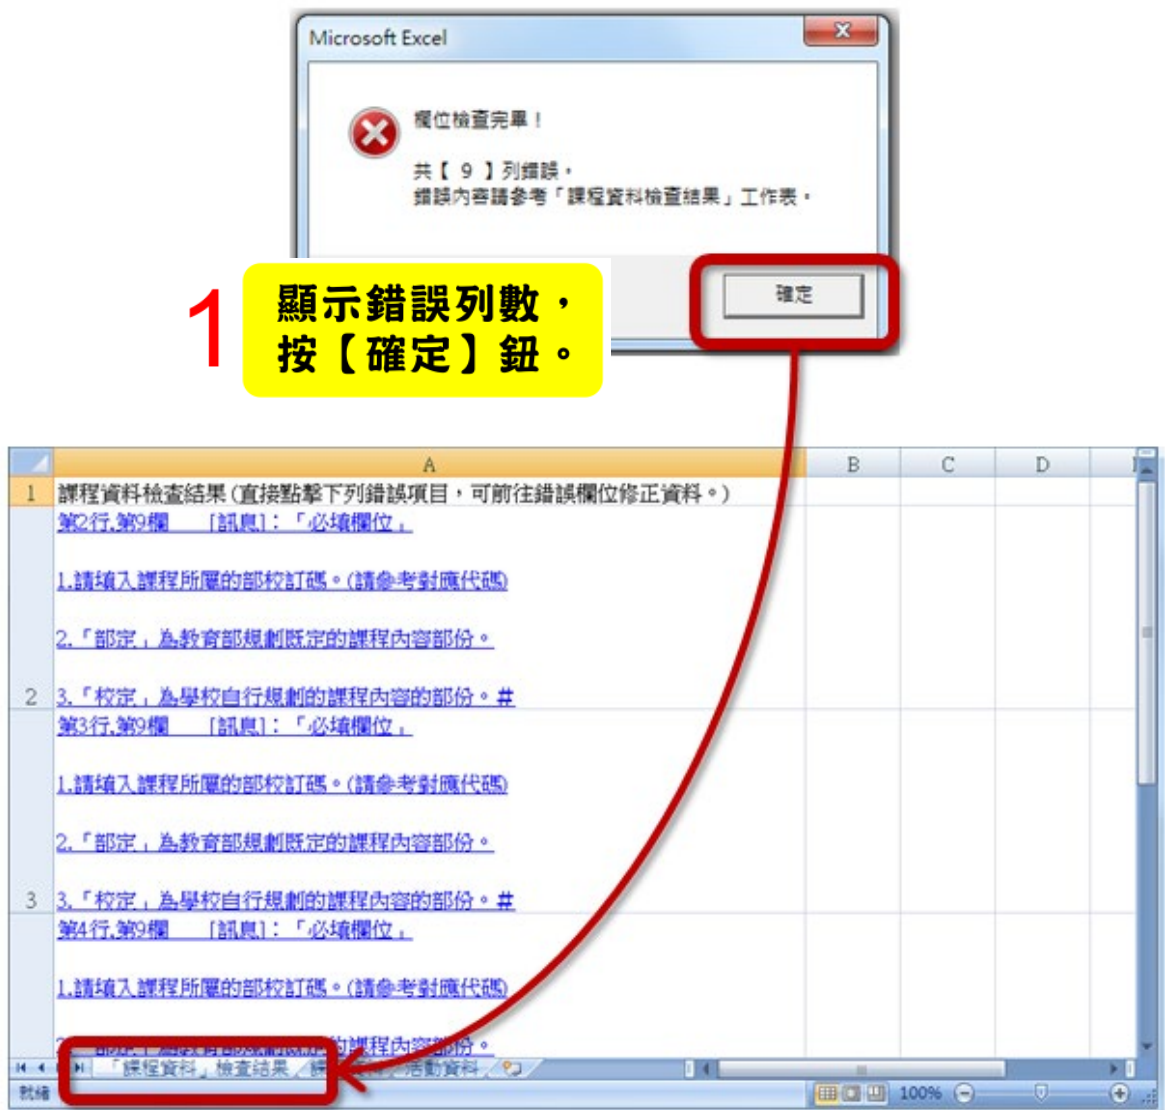 Microsoft Excel
欄位檢查完畢！
共【 9 】列錯誤，
錯誤內容請參考「課程資料檢查結果」工作表。
確定
1
顯示錯誤列數，
按【確定】鈕。
A B C D
1 課程資料檢查結果(直接點擊下列錯誤項目，可前往錯誤欄位修正資料。)
第2行,第9欄 [訊息]：「必填欄位」
1.請填入課程所屬的部校訂碼。(請參考對應代碼)
2.「部定」為教育部規劃既定的課程內容部份。
2 3.「校定」為學校自行規劃的課程內容的部份。#
第3行,第9欄 [訊息]：「必填欄位」
1.請填入課程所屬的部校訂碼。(請參考對應代碼)
2.「部定」為教育部規劃既定的課程內容部份。
3 3.「校定」為學校自行規劃的課程內容的部份。#
第4行,第9欄 [訊息]：「必填欄位」
1.請填入課程所屬的部校訂碼。(請參考對應代碼)
的課程內容部份。
「課程資料」檢查結果 課 活動資料
就緒 100%